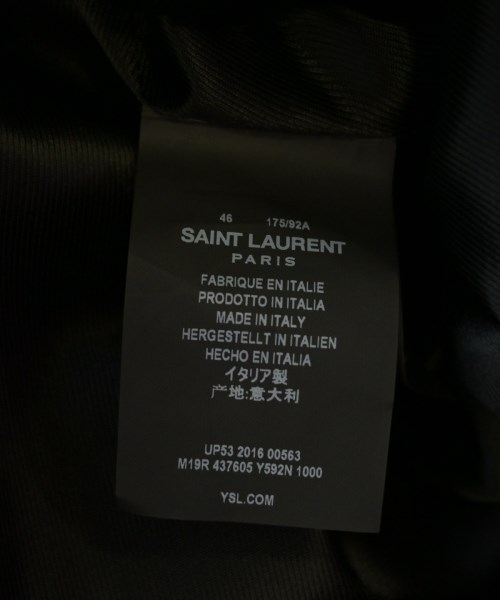 46 175/92A
SAINT LAURENT
PARIS
FABRIQUE EN ITALIE
PRODOTTO IN ITALIA
MADE IN ITALY
HERGESTELLT IN ITALIEN
HECHO EN ITALIA
イタリア製
产地:意大利
UP53 2016 00563
M19R 437605 Y592N 1000
YSL.COM